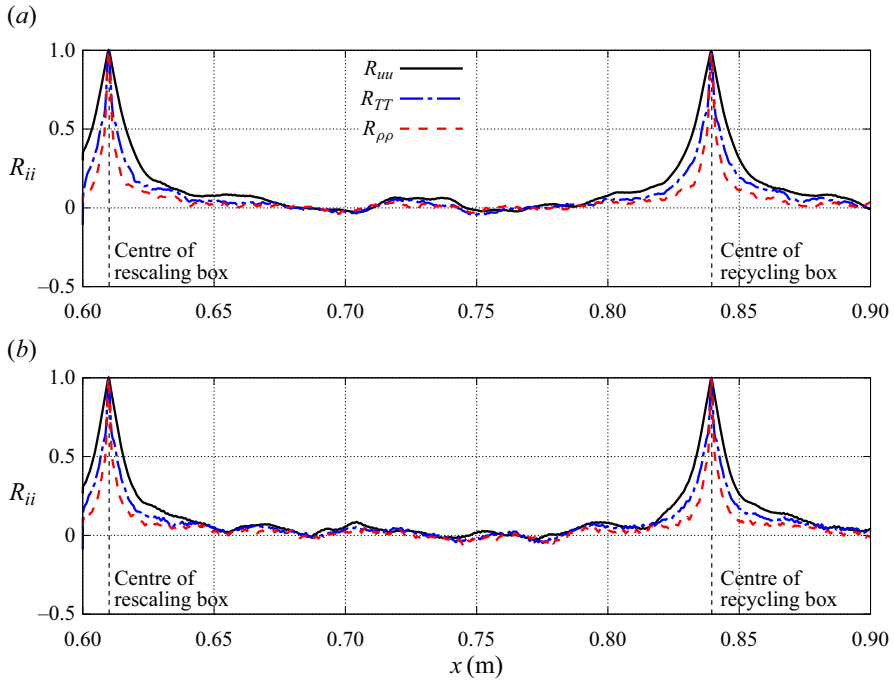 (a)
1.0
0.5
0
–0.5
R_ii
R_uu
R_TT
R_ρρ
Centre of
rescaling box
Centre of
recycling box
0.60 0.65 0.70 0.75 0.80 0.85 0.90
(b)
1.0
0.5
0
–0.5
R_ii
Centre of
rescaling box
Centre of
recycling box
0.60 0.65 0.70 0.75 0.80 0.85 0.90
x (m)